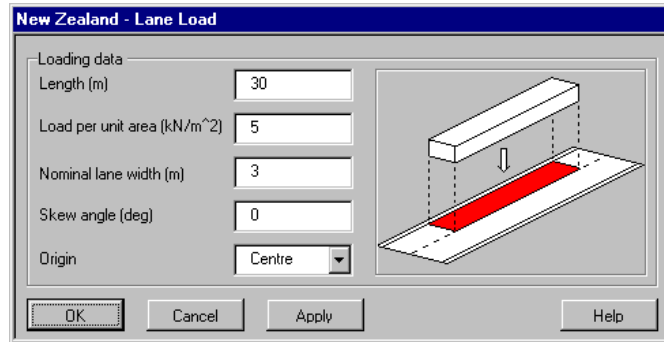 New Zealand - Lane Load
Loading data
Length (m) 30
Load per unit area (kN/m^2) 5
Nominal lane width (m) 3
Skew angle (deg) 0
Origin Centre
OK Cancel Apply Help